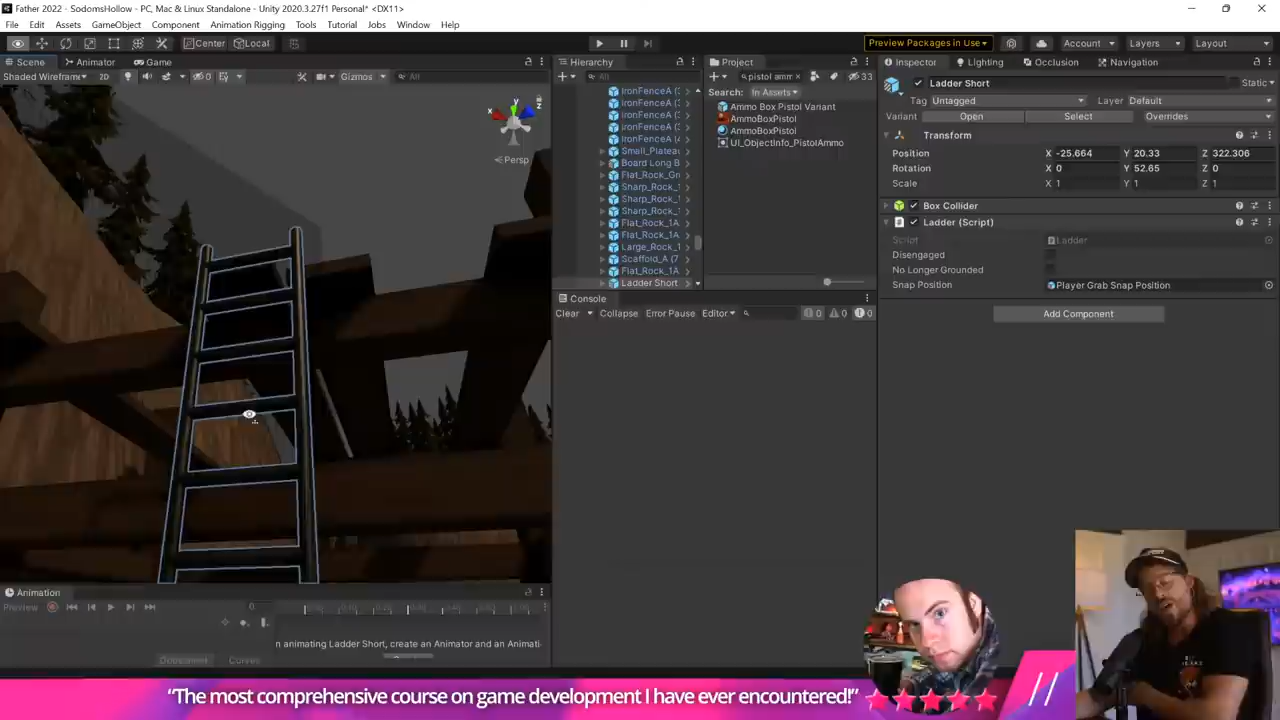 Father 2022 - SodomsHollow - PC, Mac & Linux Standalone - Unity 2020.3.27f1 Personal* <DX11>
File Edit Assets GameObject Component Animation Rigging Tools Tutorial Jobs Window Help
Center Local Preview Packages in Use Account Layers Layout
Scene Animator Game
Shaded Wireframe 2D 0 Gizmos All
y x z
Persp
Hierarchy
All
IronFenceA (
IronFenceA (
IronFenceA (
IronFenceA (
IronFenceA (
Small_Plateau
Board Long B
Flat_Rock_Gr
Sharp_Rock_1
Sharp_Rock_1
Sharp_Rock_1
Flat_Rock_1A
Flat_Rock_1A
Large_Rock_1
Scaffold_A (7
Flat_Rock_1A
Ladder Short
Project
pistol amm 33
Search: In Assets
Ammo Box Pistol Variant
AmmoBoxPistol
AmmoBoxPistol
UI_ObjectInfo_PistolAmmo
Console
Clear Collapse Error Pause Editor 0 0 0
Inspector Lighting Occlusion Navigation
Ladder Short Static
Tag Untagged Layer Default
Variant Open Select Overrides
Transform
Position X -25.664 Y 20.33 Z 322.306
Rotation X 0 Y 52.65 Z 0
Scale X 1 Y 1 Z 1
Box Collider
Ladder (Script)
Script Ladder
Disengaged
No Longer Grounded
Snap Position Player Grab Snap Position
Add Component
Animation
Preview 0
n animating Ladder Short, create an Animator and an Animati
Dopesheet Curves
“The most comprehensive course on game development I have ever encountered!” //